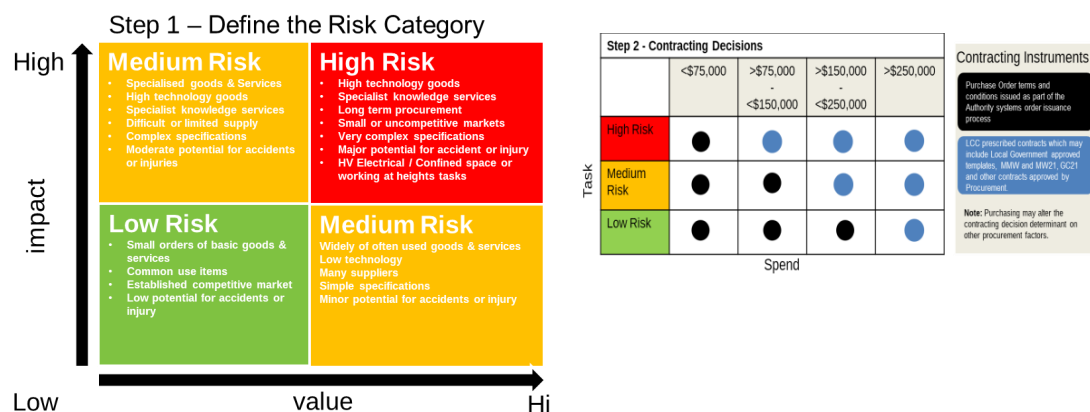 Step 1 – Define the Risk Category
High
Medium Risk
• Specialised goods & Services
• High technology goods
• Specialist knowledge services
• Difficult or limited supply
• Complex specifications
• Moderate potential for accidents
or injuries
High Risk
• High technology goods
• Specialist knowledge services
• Long term procurement
• Small or uncompetitive markets
• Very complex specifications
• Major potential for accident or injury
• HV Electrical / Confined space or
working at heights tasks
impact
Low Risk
• Small orders of basic goods &
services
• Common use items
• Established competitive market
• Low potential for accidents or
injury
Medium Risk
Widely of often used goods & services
Low technology
Many suppliers
Simple specifications
Minor potential for accidents or injury
Low
value
Hi
Step 2 - Contracting Decisions
<$75,000
>$75,000
-
<$150,000
>$150,000
-
<$250,000
>$250,000
Task
High Risk
Medium
Risk
Low Risk
Spend
Contracting Instruments
Purchase Order terms and
conditions issued as part of the
Authority systems order issuance
process
LCC prescribed contracts which may
include Local Government approved
templates, MMW and MW21, GC21
and other contracts approved by
Procurement
Note: Purchasing may alter the
contracting decision determinant on
other procurement factors.